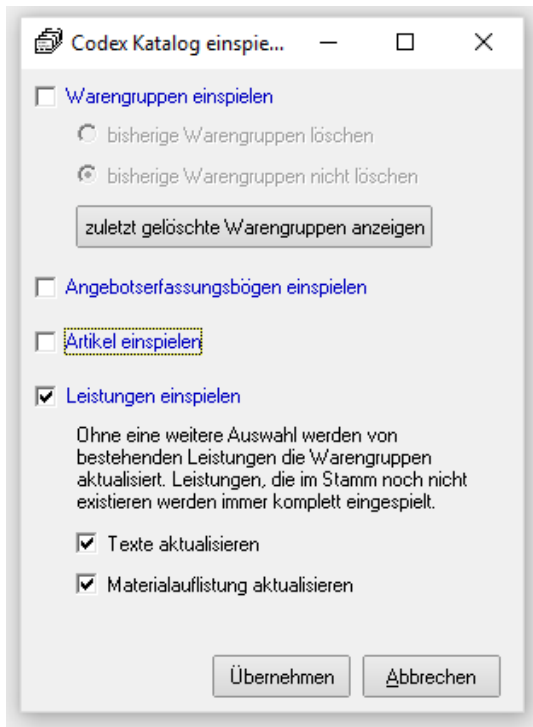 Codex Katalog einspie...
Warengruppen einspielen
bisherige Warengruppen löschen
bisherige Warengruppen nicht löschen
zuletzt gelöschte Warengruppen anzeigen
Angebotserfassungsbögen einspielen
Artikel einspielen
Leistungen einspielen
Ohne eine weitere Auswahl werden von
bestehenden Leistungen die Warengruppen
aktualisiert. Leistungen, die im Stamm noch nicht
existieren werden immer komplett eingespielt.
Texte aktualisieren
Materialauflistung aktualisieren
Übernehmen
Abbrechen